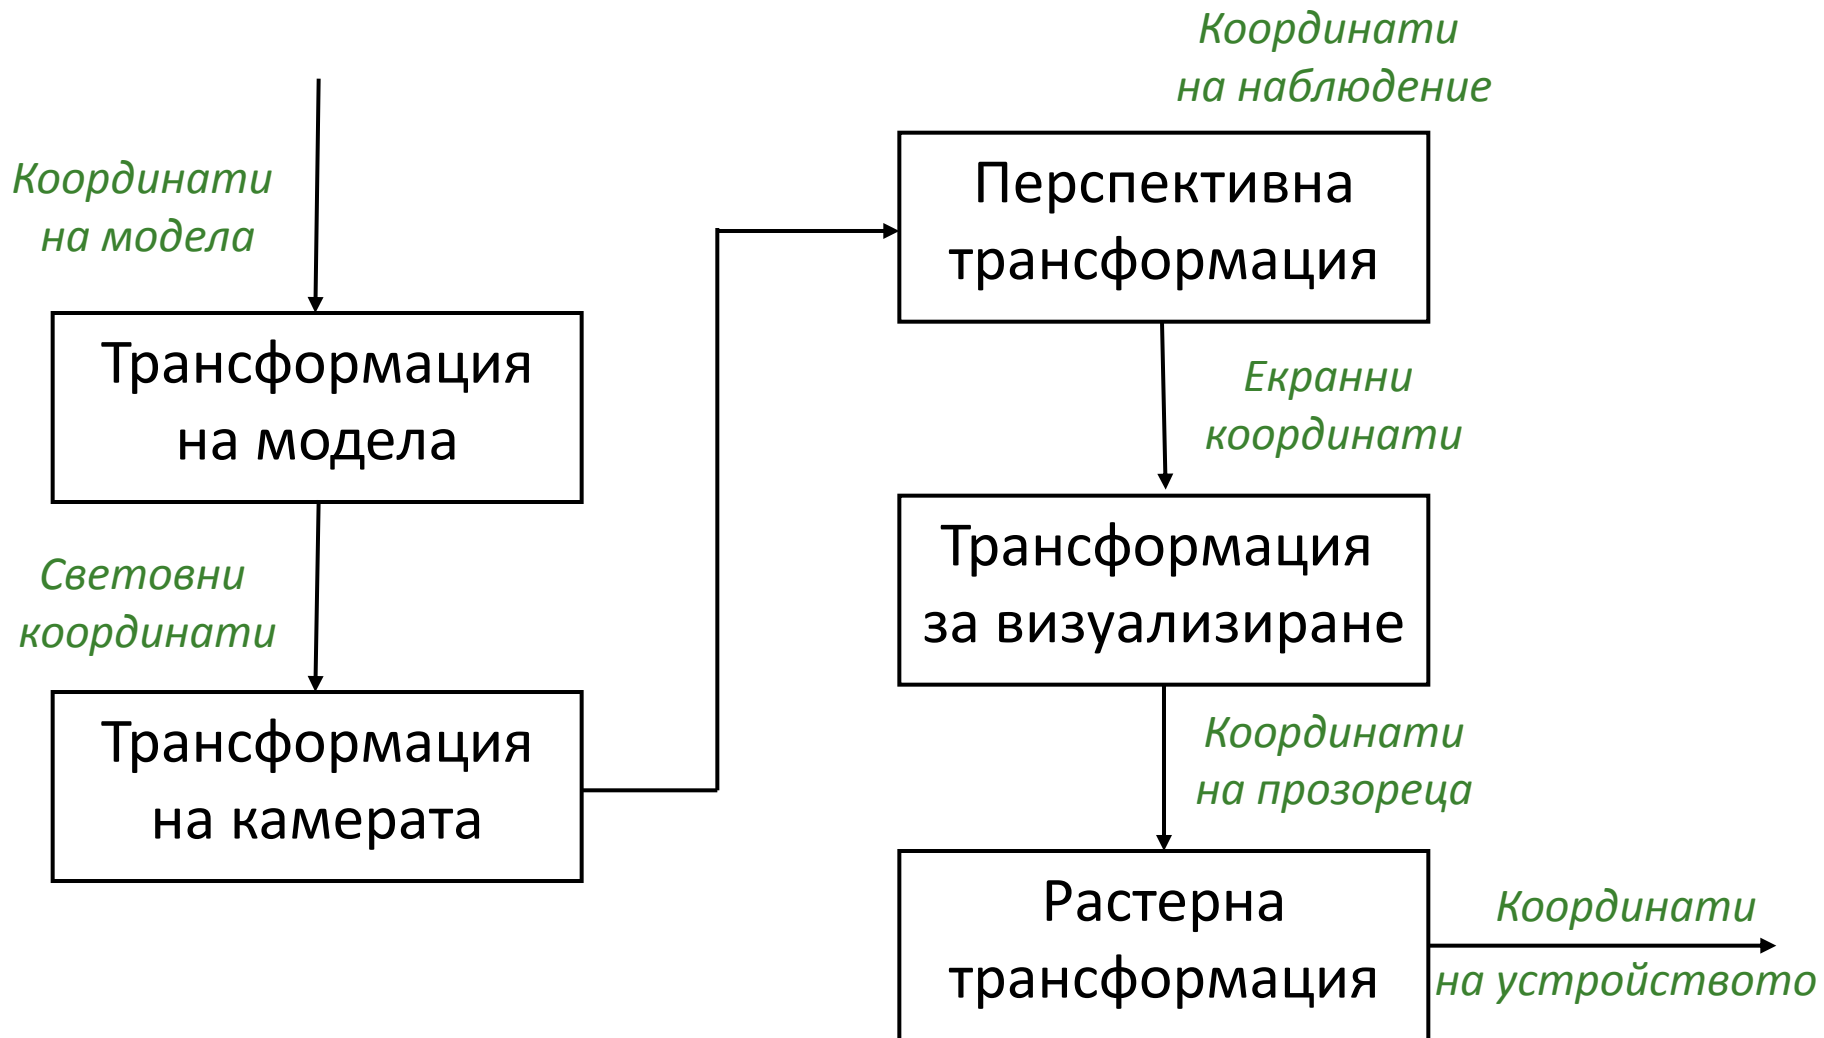 Координати
на модела
Трансформация
на модела
Световни
координати
Трансформация
на камерата
Координати
на наблюдение
Перспективна
трансформация
Екранни
координати
Трансформация
за визуализиране
Координати
на прозореца
Растерна
трансформация
Координати
на устройството